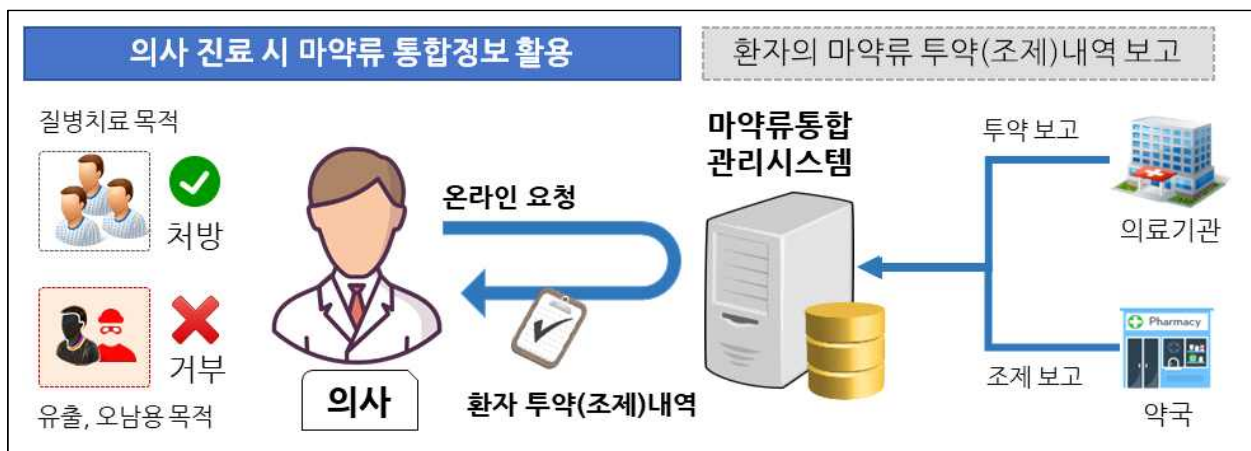 의사 진료 시 마약류 통합정보 활용
환자의 마약류 투약(조제)내역 보고
질병치료 목적
처방
거부
유출, 오남용 목적
의사
온라인 요청
환자 투약(조제)내역
마약류통합
관리시스템
투약 보고
의료기관
Pharmacy
조제 보고
약국